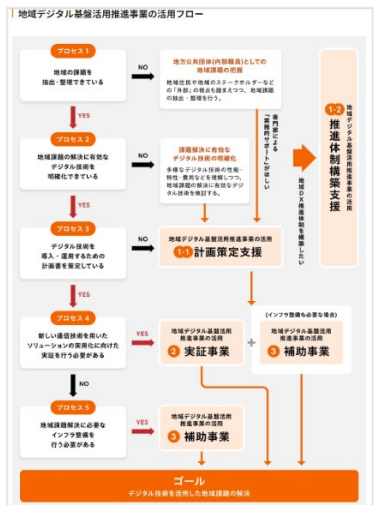 地域デジタル基盤活用推進事業の活用フロー
プロセス1
地域の課題を
抽出・整理できている
NO
地方公共団体(内部職員)としての
地域課題の把握
地域住民や地域のステークホルダーなど
の「外部」の視点も踏まえつつ、地域課題
の抽出・整理を行う。
YES
プロセス2
地域課題の解決に有効な
デジタル技術を
明確化できている
NO
課題解決に有効な
デジタル技術の明確化
多様なデジタル技術の性能・
特性・費用などを理解しつつ、
地域課題の解決に有効なデジ
タル技術を検討する。
専門家による
「実務的サポート」がほしい
地域DX推進体制を構築したい
地域デジタル基盤活用推進事業の活用
1-2 推進体制構築支援
YES
プロセス3
デジタル技術を
導入・運用するための
計画書を策定している
NO
地域デジタル基盤活用推進事業の活用
1-1 計画策定支援
YES
プロセス4
新しい通信技術を用いた
ソリューションの実用化に向けた
実証を行う必要がある
YES
地域デジタル基盤活用
推進事業の活用
2 実証事業
+
(インフラ整備も必要な場合)
地域デジタル基盤活用
推進事業の活用
3 補助事業
NO
プロセス5
地域課題解決に必要な
インフラ整備を
行う必要がある
YES
地域デジタル基盤活用
推進事業の活用
3 補助事業
ゴール
デジタル技術を活用した地域課題の解決